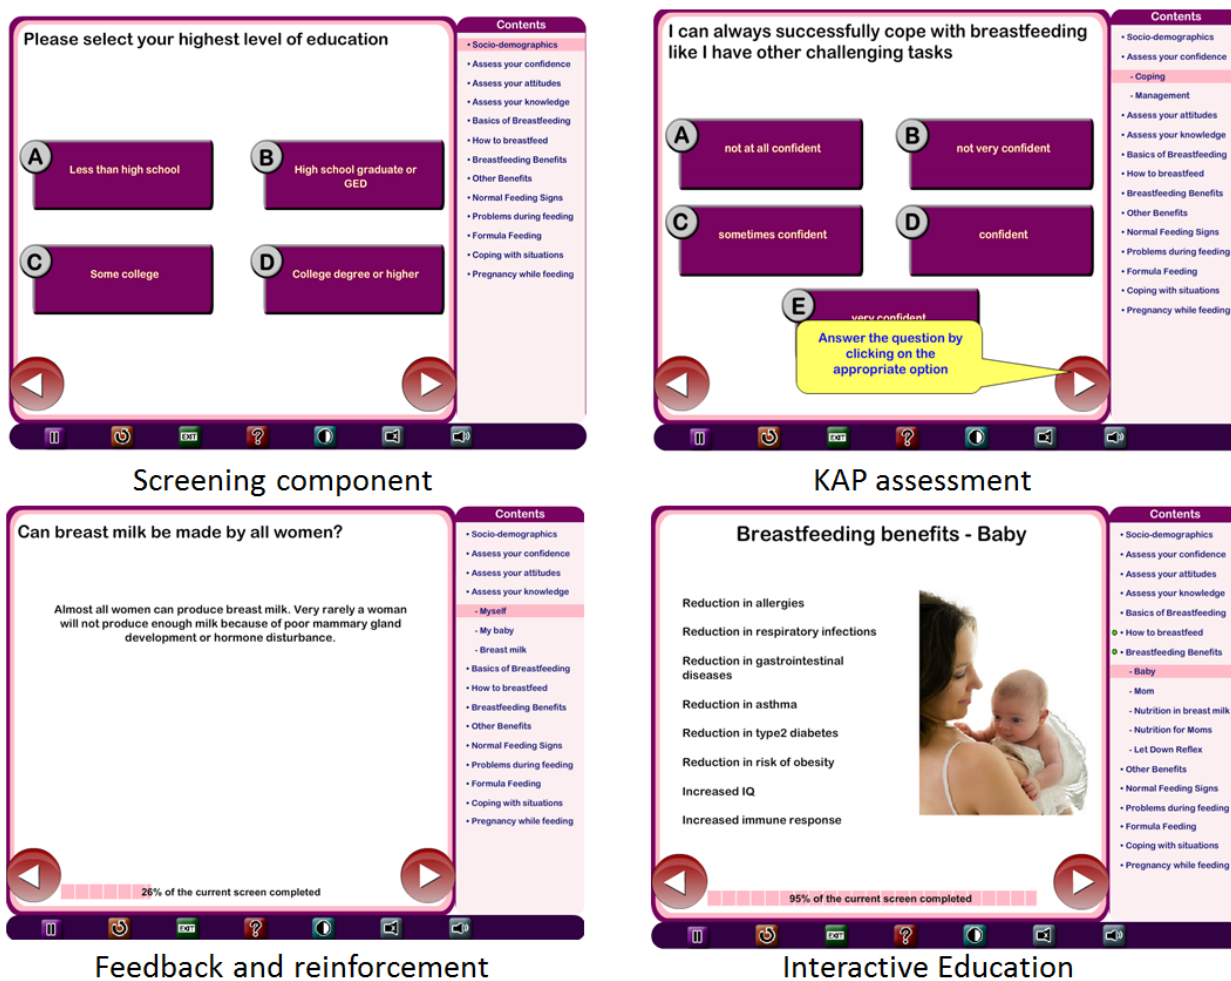 Please select your highest level of education
A
Less than high school
B
High school graduate or
GED
C
Some college
D
College degree or higher
Contents
• Socio-demographics
• Assess your confidence
• Assess your attitudes
• Assess your knowledge
• Basics of Breastfeeding
• How to breastfeed
• Breastfeeding Benefits
• Other Benefits
• Normal Feeding Signs
• Problems during feeding
• Formula Feeding
• Coping with situations
• Pregnancy while feeding
EXIT
?
Screening component
I can always successfully cope with breastfeeding
like I have other challenging tasks
A
not at all confident
B
not very confident
C
sometimes confident
D
confident
E
very confident
Answer the question by
clicking on the
appropriate option
Contents
• Socio-demographics
• Assess your confidence
- Coping
- Management
• Assess your attitudes
• Assess your knowledge
• Basics of Breastfeeding
• How to breastfeed
• Breastfeeding Benefits
• Other Benefits
• Normal Feeding Signs
• Problems during feeding
• Formula Feeding
• Coping with situations
• Pregnancy while feeding
EXIT
?
KAP assessment
Can breast milk be made by all women?
Almost all women can produce breast milk. Very rarely a woman
will not produce enough milk because of poor mammary gland
development or hormone disturbance.
26% of the current screen completed
Contents
• Socio-demographics
• Assess your confidence
• Assess your attitudes
• Assess your knowledge
- Myself
- My baby
- Breast milk
• Basics of Breastfeeding
• How to breastfeed
• Breastfeeding Benefits
• Other Benefits
• Normal Feeding Signs
• Problems during feeding
• Formula Feeding
• Coping with situations
• Pregnancy while feeding
EXIT
?
Feedback and reinforcement
Breastfeeding benefits - Baby
Reduction in allergies
Reduction in respiratory infections
Reduction in gastrointestinal
diseases
Reduction in asthma
Reduction in type2 diabetes
Reduction in risk of obesity
Increased IQ
Increased immune response
95% of the current screen completed
Contents
• Socio-demographics
• Assess your confidence
• Assess your attitudes
• Assess your knowledge
• Basics of Breastfeeding
• How to breastfeed
• Breastfeeding Benefits
- Baby
- Mom
- Nutrition in breast milk
- Nutrition for Moms
- Let Down Reflex
• Other Benefits
• Normal Feeding Signs
• Problems during feeding
• Formula Feeding
• Coping with situations
• Pregnancy while feeding
EXIT
?
Interactive Education